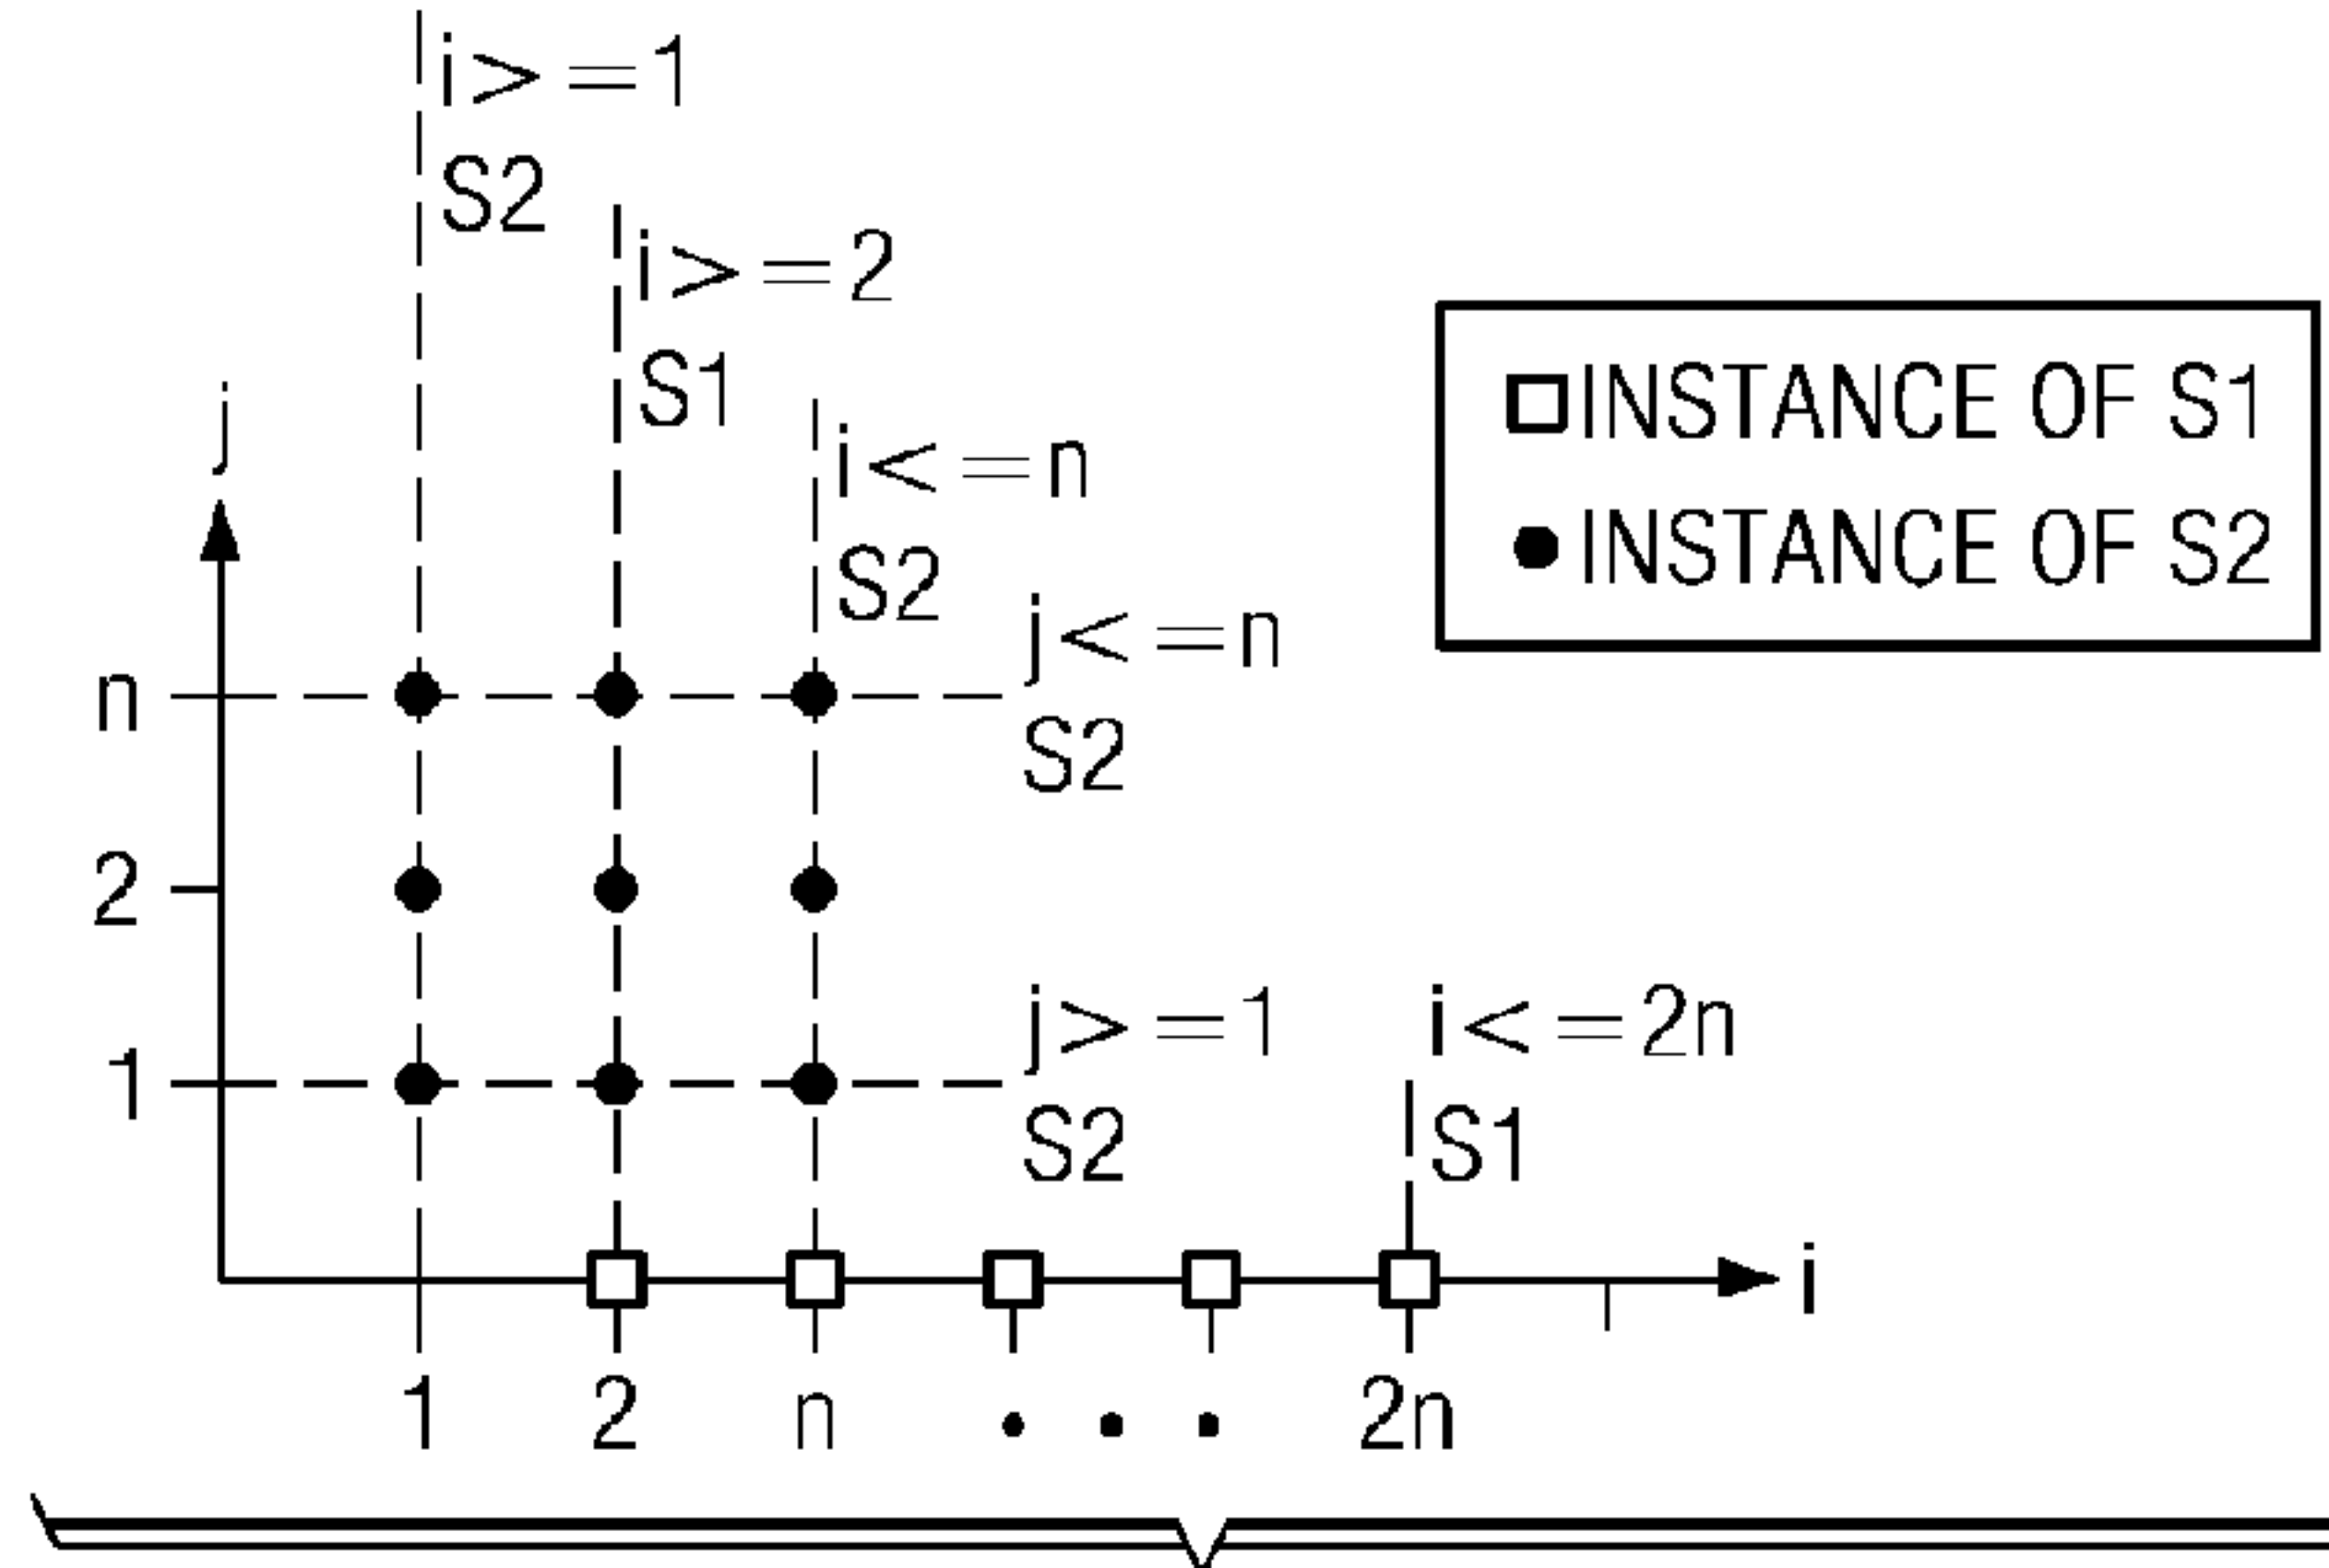 i>=1
S2
i>=2
S1
i<=n
S2
j<=n
S2
j
n
2
1
j>=1
S2
i<=2n
S1
i
1 2 n • • • 2n
INSTANCE OF S1
INSTANCE OF S2